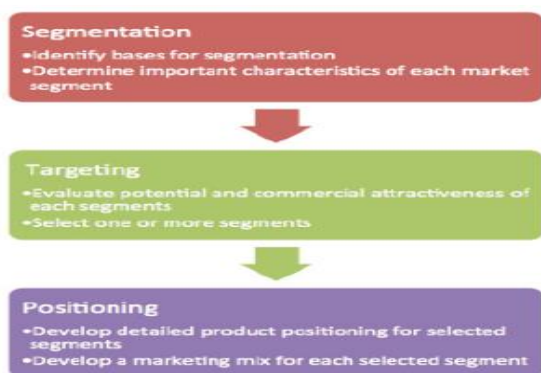 Segmentation
•Identify bases for segmentation
•Determine important characteristics of each market
segment
Targeting
•Evaluate potential and commercial attractiveness of
each segments
•Select one or more segments
Positioning
•Develop detailed product positioning for selected
segments
•Develop a marketing mix for each selected segment